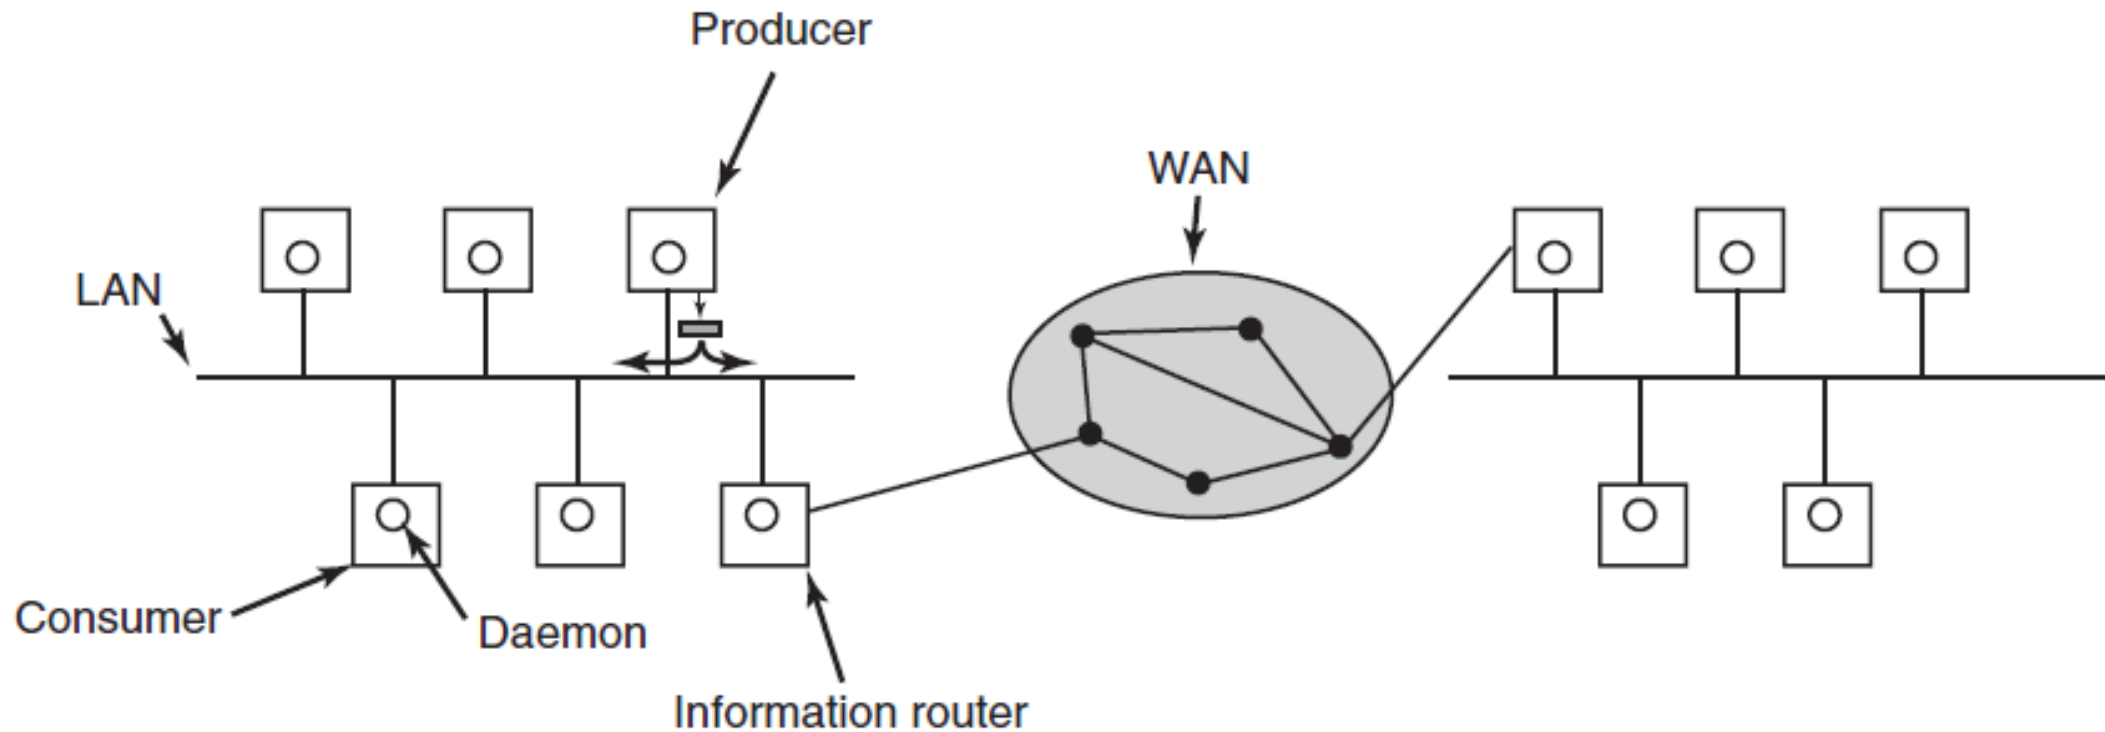 Producer
WAN
LAN
Consumer
Daemon
Information router